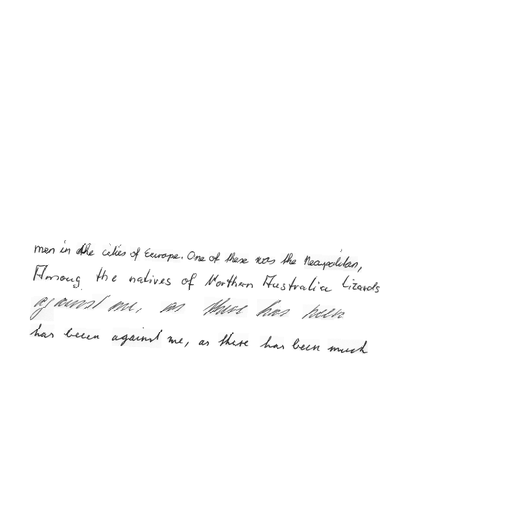 men in the cities of Europe. One of these was the Neapolitan,
Among the natives of Northern Australia Lizards
against me, as there has been
has been against me, as there has been much